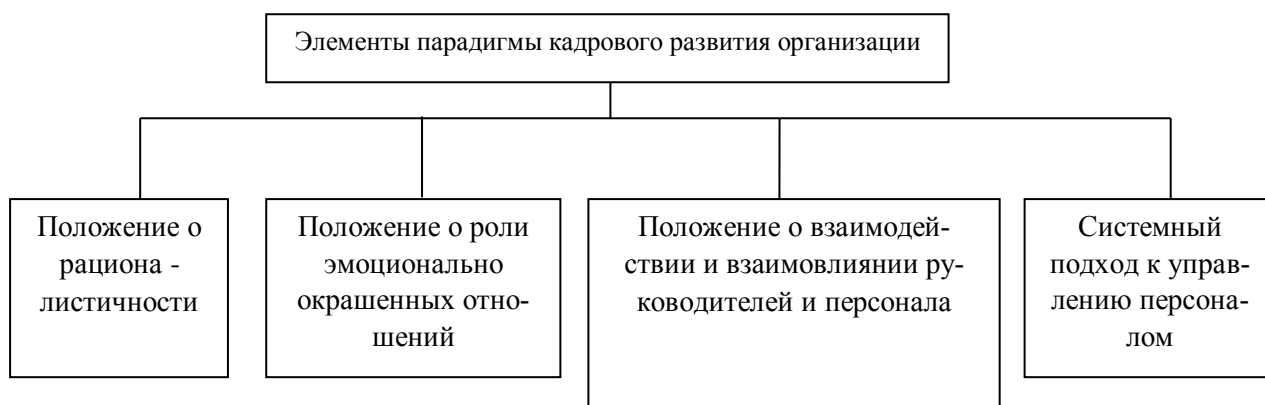 Элементы парадигмы кадрового развития организации
Положение о
рациона -
листичности
Положение о роли
эмоционально
окрашенных отно-
шений
Положение о взаимодей-
ствии и взаимовлиянии ру-
ководителей и персонала
Системный
подход к управ-
лению персона-
лом